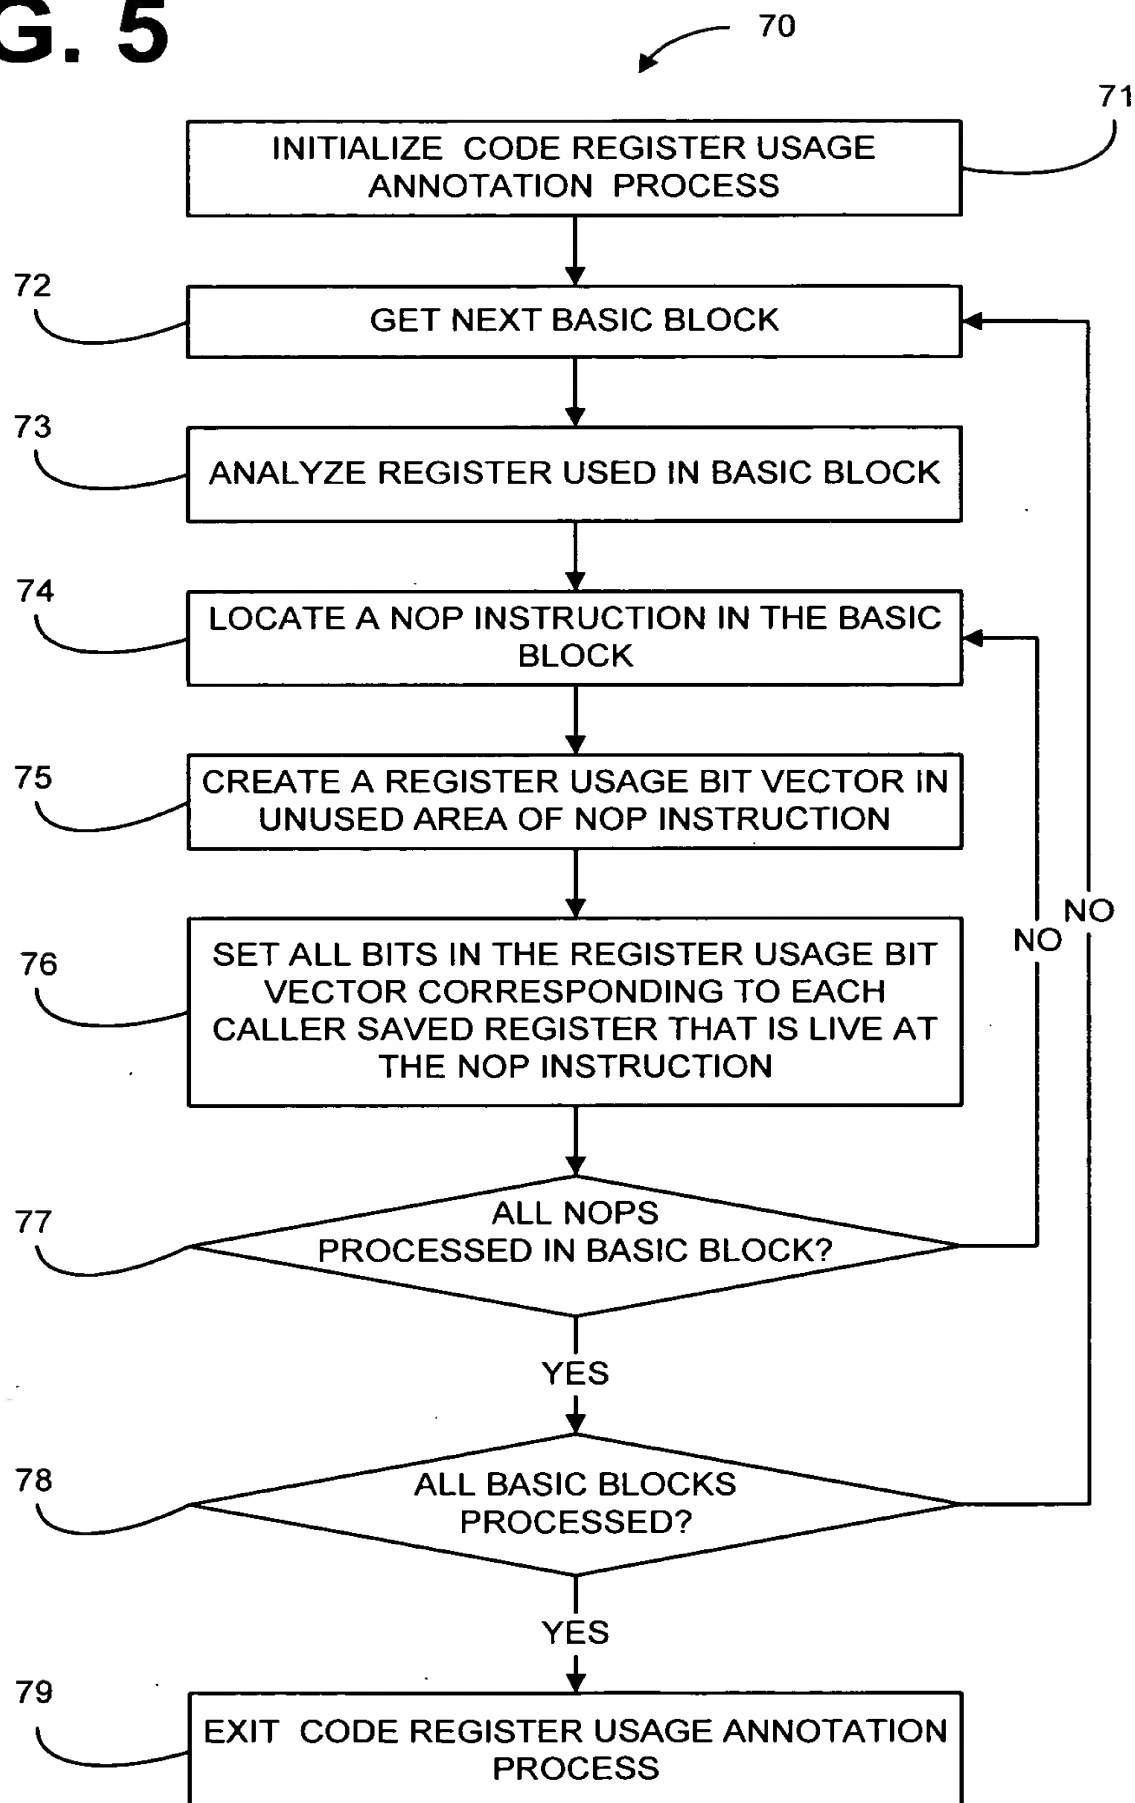 G. 5
70
71
INITIALIZE CODE REGISTER USAGE
ANNOTATION PROCESS
72
GET NEXT BASIC BLOCK
73
ANALYZE REGISTER USED IN BASIC BLOCK
74
LOCATE A NOP INSTRUCTION IN THE BASIC
BLOCK
75
CREATE A REGISTER USAGE BIT VECTOR IN
UNUSED AREA OF NOP INSTRUCTION
NO
NO
76
SET ALL BITS IN THE REGISTER USAGE BIT
VECTOR CORRESPONDING TO EACH
CALLER SAVED REGISTER THAT IS LIVE AT
THE NOP INSTRUCTION
77
ALL NOPS
PROCESSED IN BASIC BLOCK?
YES
78
ALL BASIC BLOCKS
PROCESSED?
YES
79
EXIT CODE REGISTER USAGE ANNOTATION
PROCESS